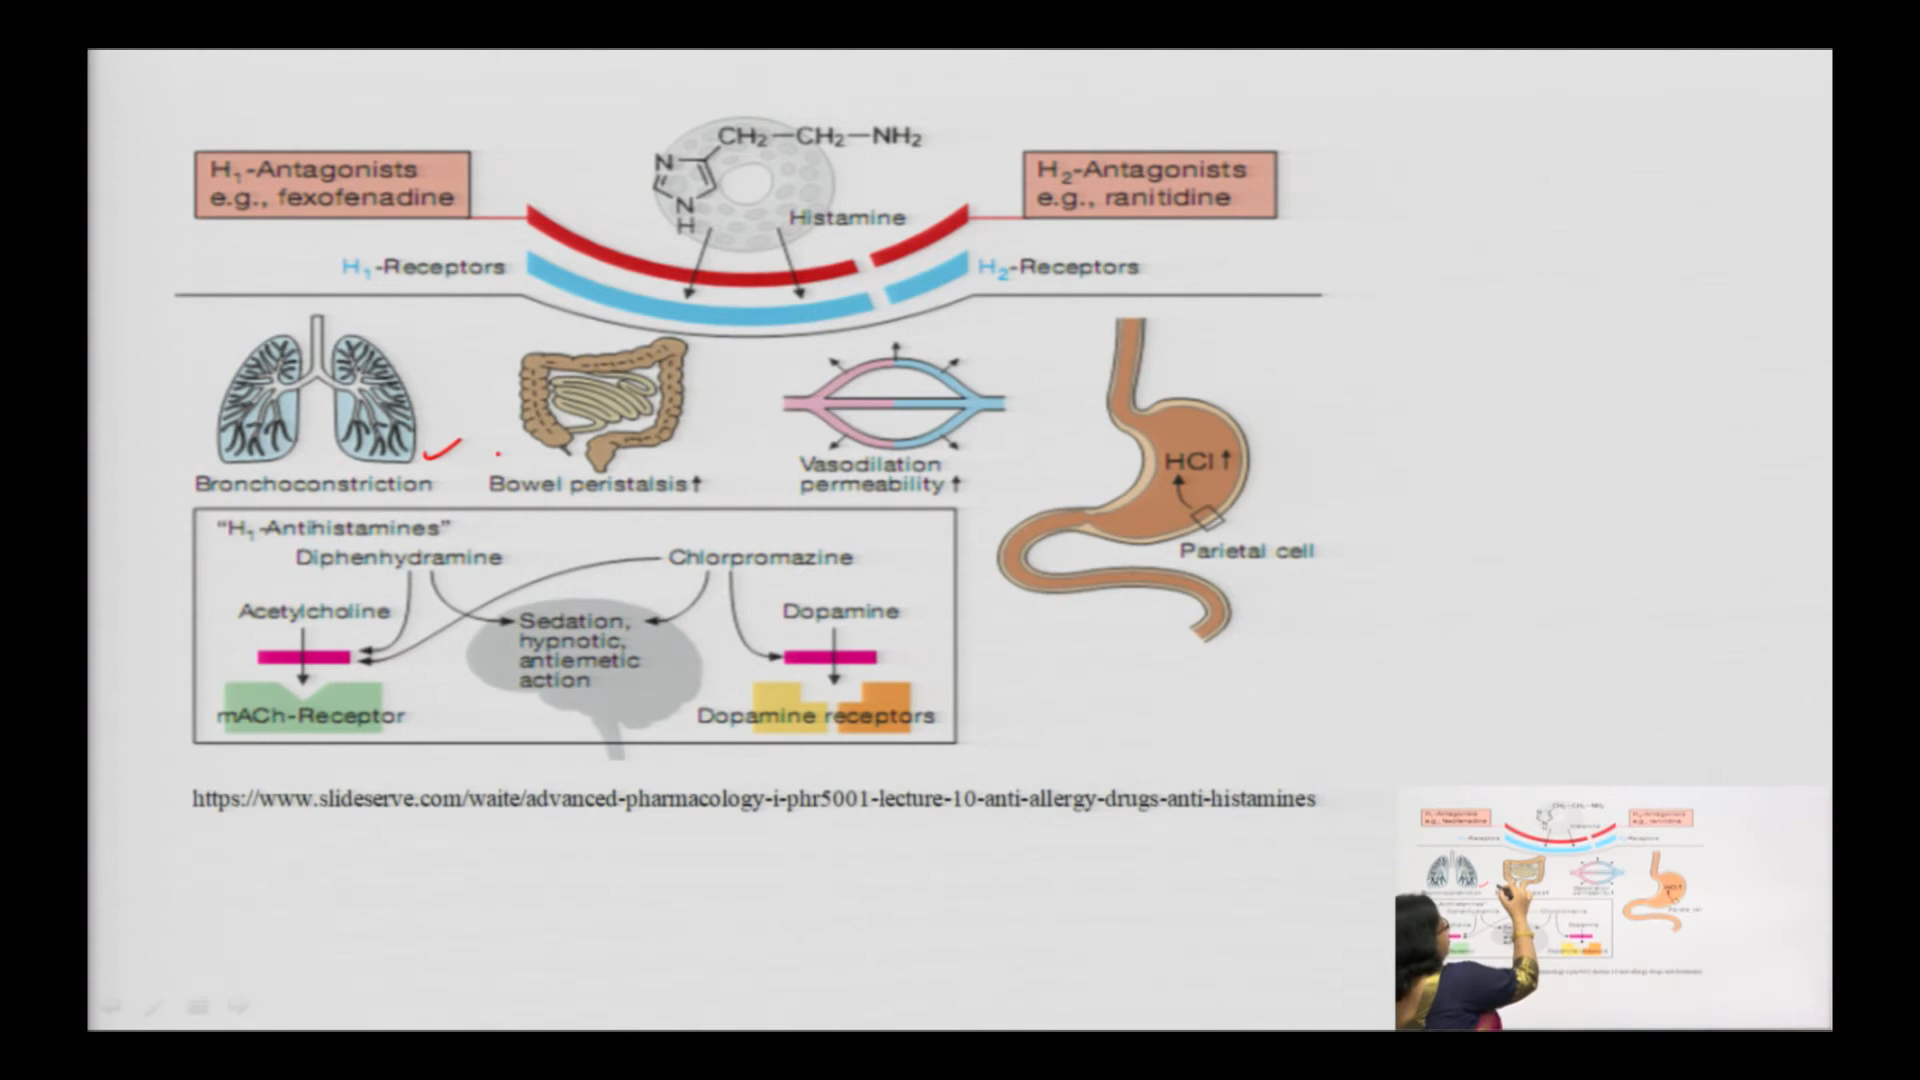 CH2—CH2—NH2
N
N
H
Histamine
H1-Antagonists
e.g., fexofenadine
H2-Antagonists
e.g., ranitidine
H1-Receptors
H2-Receptors
Bronchoconstriction
Bowel peristalsis↑
Vasodilation
permeability↑
HCl↑
Parietal cell
“H1-Antihistamines”
Diphenhydramine
Chlorpromazine
Acetylcholine
Sedation,
hypnotic,
antiemetic
action
Dopamine
mACh-Receptor
Dopamine receptors
https://www.slideserve.com/waite/advanced-pharmacology-i-phr5001-lecture-10-anti-allergy-drugs-anti-histamines